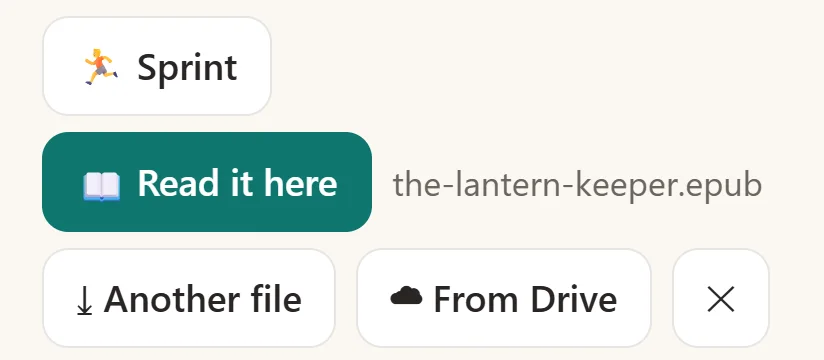 🏃 Sprint
📖 Read it here the-lantern-keeper.epub
⤓ Another file ☁ From Drive ✕